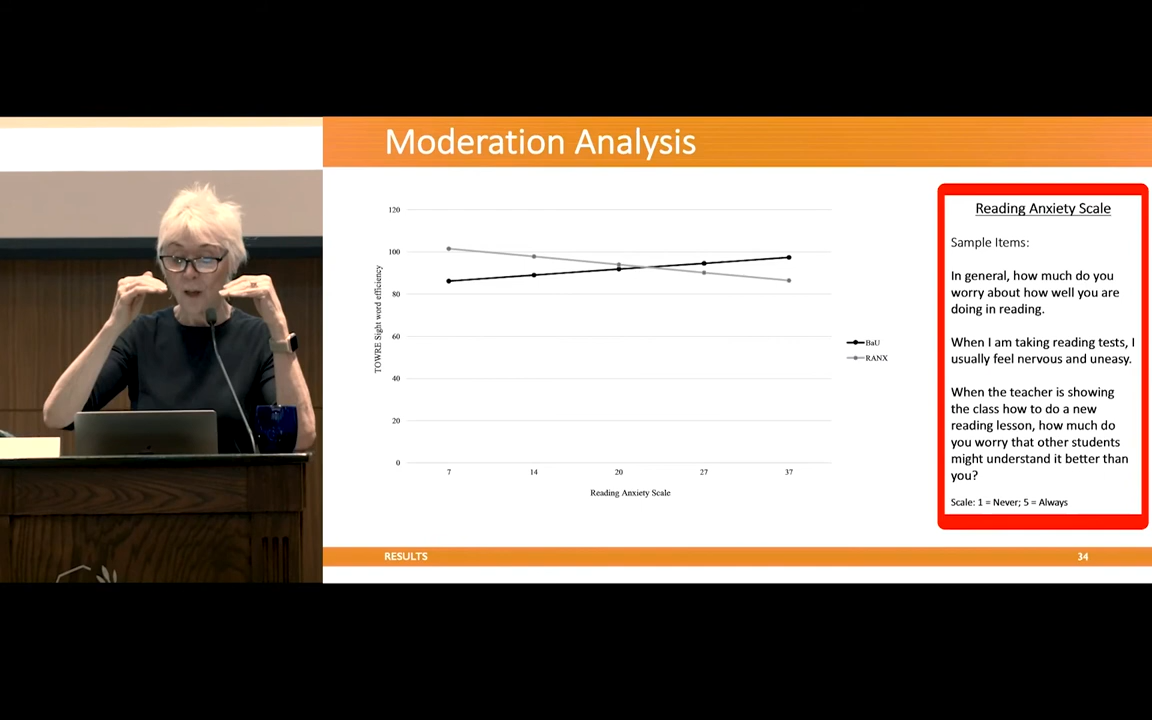 Moderation Analysis
120
100
80
60
40
20
0
TOWRE Sight word efficiency
7 14 20 27 37
Reading Anxiety Scale
BaU
RANX
Reading Anxiety Scale
Sample Items:
In general, how much do you
worry about how well you are
doing in reading.
When I am taking reading tests, I
usually feel nervous and uneasy.
When the teacher is showing
the class how to do a new
reading lesson, how much do
you worry that other students
might understand it better than
you?
Scale: 1 = Never; 5 = Always
RESULTS
34